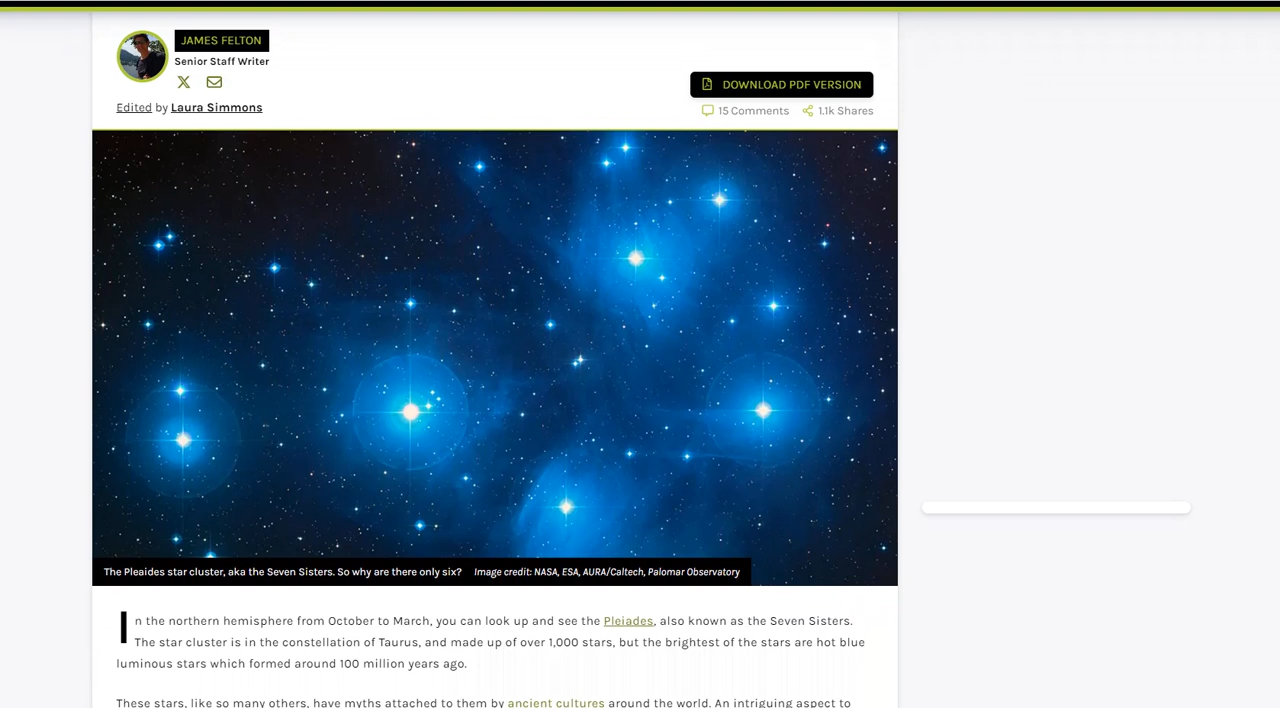 JAMES FELTON
Senior Staff Writer
Edited by Laura Simmons
DOWNLOAD PDF VERSION
15 Comments 1.1k Shares
The Pleaides star cluster, aka the Seven Sisters. So why are there only six? Image credit: NASA, ESA, AURA/Caltech, Palomar Observatory
In the northern hemisphere from October to March, you can look up and see the Pleiades, also known as the Seven Sisters.
The star cluster is in the constellation of Taurus, and made up of over 1,000 stars, but the brightest of the stars are hot blue
luminous stars which formed around 100 million years ago.
These stars, like so many others, have myths attached to them by ancient cultures around the world. An intriguing aspect to